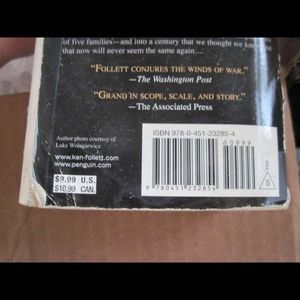 of five families—and into a century that we thought we knew
that now will never seem the same again....
"FOLLETT CONJURES THE WINDS OF WAR."
—The Washington Post
"GRAND IN SCOPE, SCALE, AND STORY."
—The Associated Press
ISBN 978-0-451-23285-4
60999
Author photo courtesy of
www.ken-follett.com
www.penguin.com
$9.99 U.S.
$10.99 CAN.
9 780451 232854
S